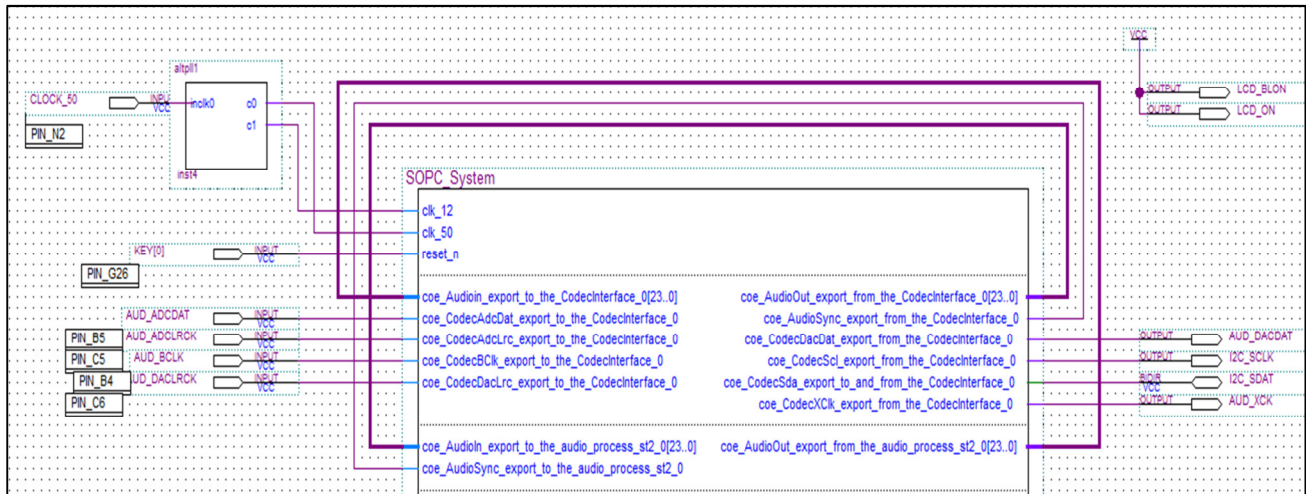 VCC
altpll1
CLOCK_50 INPU VCC inclk0 c0
c1
PIN_N2
inst4
OUTPUT LCD_BLON
OUTPUT LCD_ON
SOPC_System
clk_12
clk_50
KEY[0] INPUT VCC reset_n
PIN_G26
coe_Audioin_export_to_the_CodecInterface_0[23..0] coe_AudioOut_export_from_the_CodecInterface_0[23..0]
AUD_ADCDAT INPUT VCC coe_CodecAdcDat_export_to_the_CodecInterface_0 coe_AudioSync_export_from_the_CodecInterface_0
PIN_B5 AUD_ADCLRCK INPUT VCC coe_CodecAdcLrc_export_to_the_CodecInterface_0 coe_CodecDacDat_export_from_the_CodecInterface_0 OUTPUT AUD_DACDAT
PIN_C5 AUD_BCLK INPUT VCC coe_CodecBClk_export_to_the_CodecInterface_0 coe_CodecScl_export_from_the_CodecInterface_0 OUTPUT I2C_SCLK
PIN_B4 UD_DACLRCK INPUT VCC coe_CodecDacLrc_export_to_the_CodecInterface_0 coe_CodecSda_export_to_and_from_the_CodecInterface_0 BIDIR VCC I2C_SDAT
PIN_C6 coe_CodecXClk_export_from_the_CodecInterface_0 OUTPUT AUD_XCK
coe_AudioIn_export_to_the_audio_process_st2_0[23..0] coe_AudioOut_export_from_the_audio_process_st2_0[23..0]
coe_AudioSync_export_to_the_audio_process_st2_0